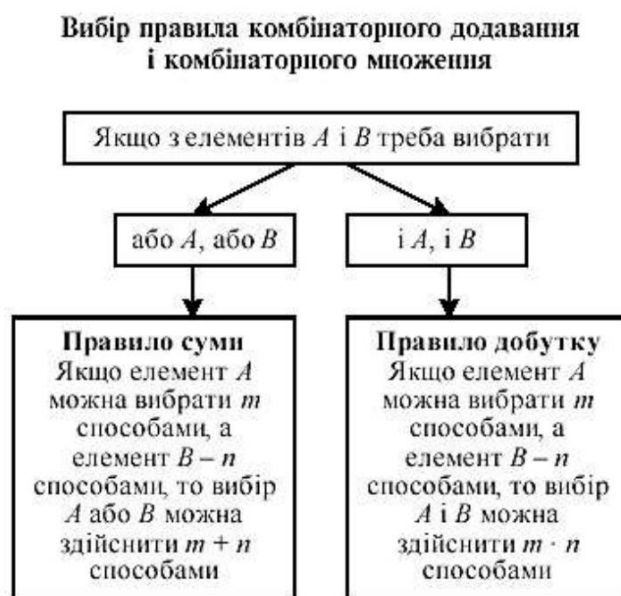 Вибір правила комбінаторного додавання
і комбінаторного множення
Якщо з елементів A і B треба вибрати
або A, або B
і A, і B
Правило суми
Якщо елемент A
можна вибрати m
способами, а
елемент B – n
способами, то вибір
A або B можна
здійснити m + n
способами
Правило добутку
Якщо елемент A
можна вибрати m
способами, а
елемент B – n
способами, то вибір
A і B можна
здійснити m · n
способами